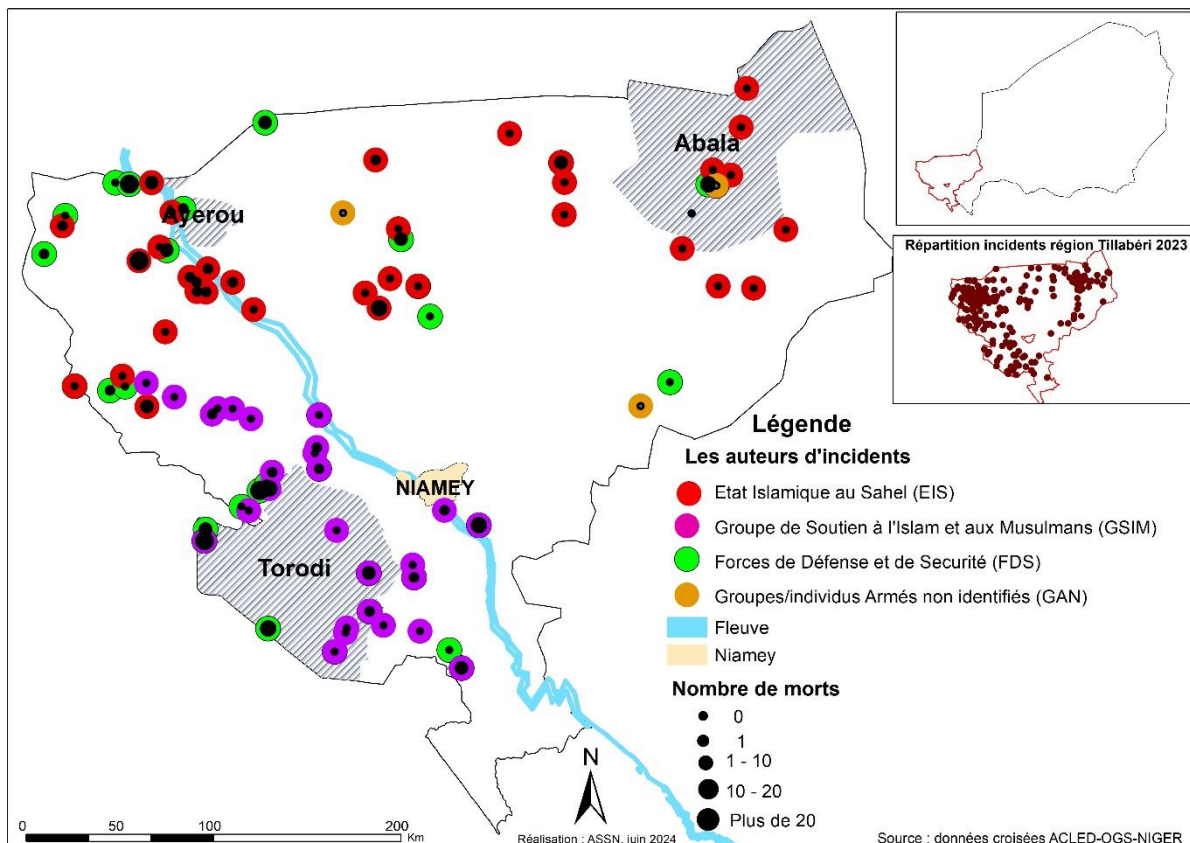 Abala
Ayerou
Répartition incidents région Tillabéri 2023
NIAMEY
Torodi
Légende
Les auteurs d'incidents
Etat Islamique au Sahel (EIS)
Groupe de Soutien à l'Islam et aux Musulmans (GSIM)
Forces de Défense et de Securité (FDS)
Groupes/individus Armés non identifiés (GAN)
Fleuve
Niamey
Nombre de morts
0
1
1 - 10
10 - 20
Plus de 20
N
0 50 100 200
Km
Réalisation : ASSN, juin 2024
Source : données croisées ACLED-OGS-NIGER